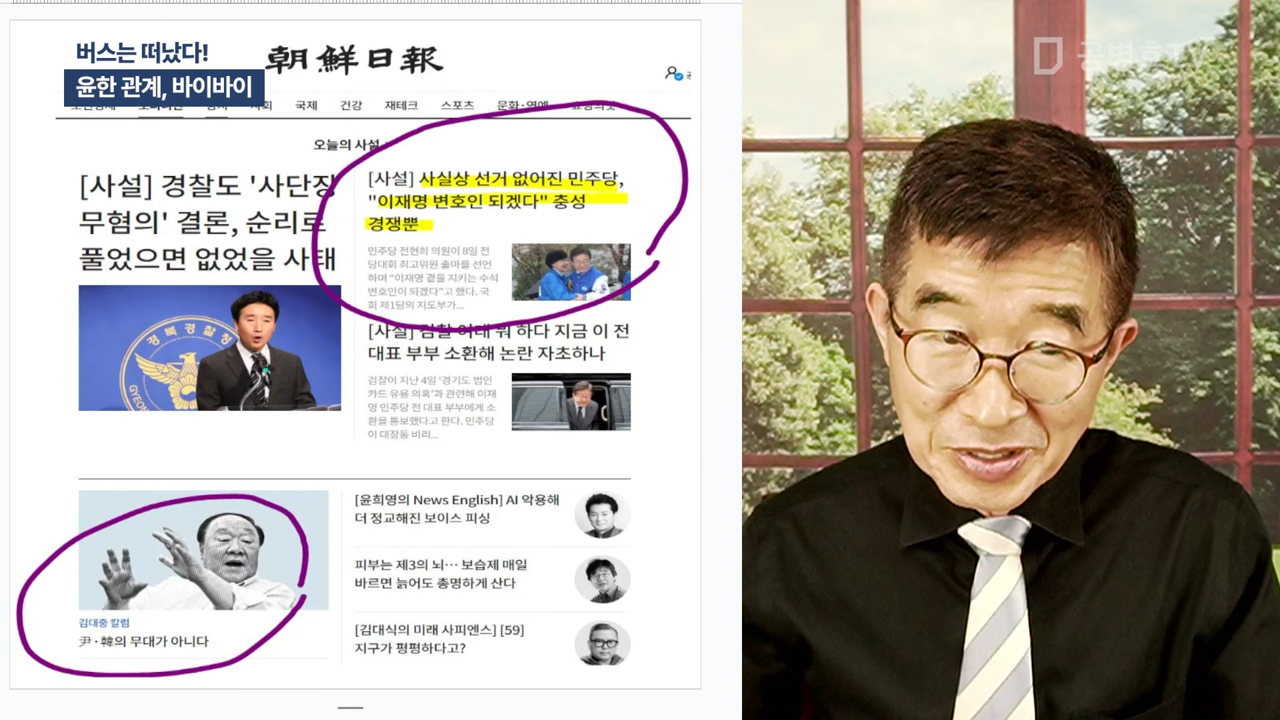 버스는 떠났다!
윤한 관계, 바이바이
朝鮮日報
공병호TV
국제 건강 재테크 스포츠 문화·연예
오늘의 사설
[사설] 경찰도 '사단장
무혐의' 결론, 순리로
풀었으면 없었을 사태
[사설] 사실상 선거 없어진 민주당,
"이재명 변호인 되겠다" 충성
경쟁뿐
민주당 전현희 의원이 8일 전
당대회 최고위원 출마를 선언
하며 "이재명 곁을 지키는 수석
변호인이 되겠다"고 했다. 국
회 제1당의 지도부가...
[사설] 검찰 여태 뭐 하다 지금 이 전
대표 부부 소환해 논란 자초하나
검찰이 지난 4일 '경기도 법인
카드 유용 의혹'과 관련해 이재
명 민주당 전 대표 부부에게 소
환을 통보했다고 한다. 민주당
이 대장동 비리...
김대중 칼럼
尹·韓의 무대가 아니다
[윤희영의 News English] AI 악용해
더 정교해진 보이스 피싱
피부는 제3의 뇌… 보습제 매일
바르면 늙어도 총명하게 산다
[김대식의 미래 사피엔스] [59]
지구가 평평하다고?